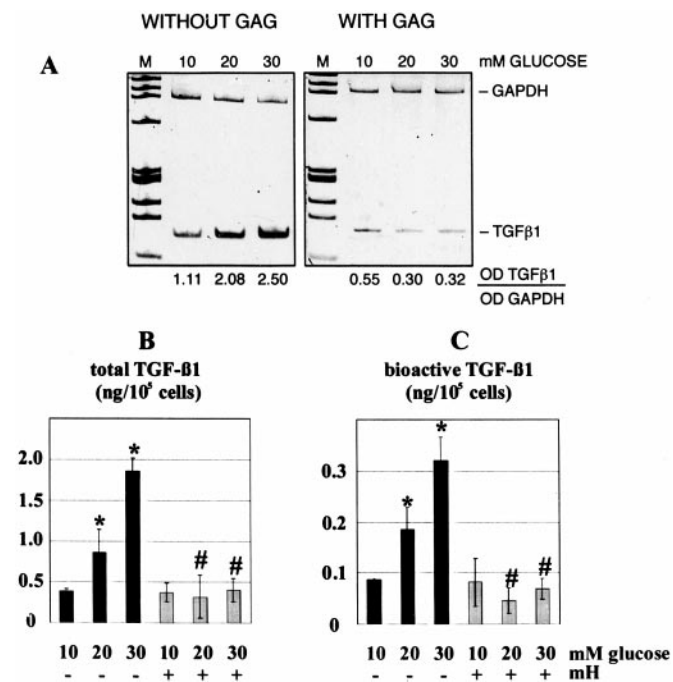 WITHOUT GAG WITH GAG
A M 10 20 30 M 10 20 30 mM GLUCOSE
– GAPDH
– TGFβ1
1.11 2.08 2.50 0.55 0.30 0.32 OD TGFβ1
OD GAPDH
B C
total TGF-ß1 bioactive TGF-ß1
(ng/10⁵ cells) (ng/10⁵ cells)
* *
2.0 0.3
* *
1.5 0.2
1.0 # # # #
0.5 0.1
0 0
10 20 30 10 20 30 10 20 30 10 20 30 mM glucose
- - - + + + - - - + + + mH